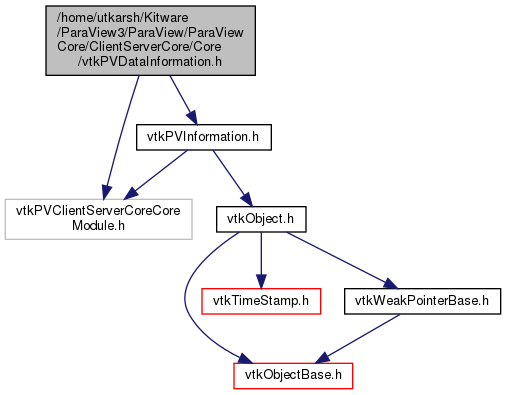 /home/utkarsh/Kitware
/ParaView3/ParaView/ParaView
Core/ClientServerCore/Core
/vtkPVDataInformation.h
vtkPVInformation.h
vtkPVClientServerCoreCore
Module.h
vtkObject.h
vtkTimeStamp.h
vtkWeakPointerBase.h
vtkObjectBase.h